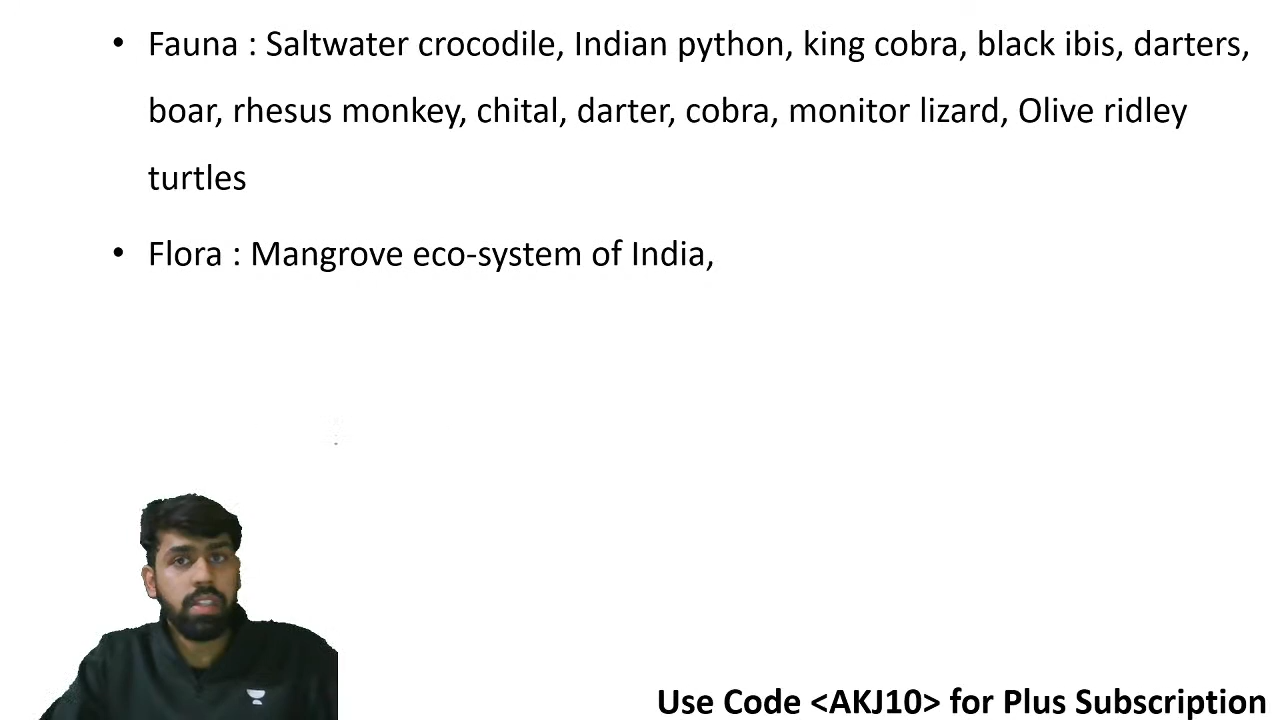 • Fauna : Saltwater crocodile, Indian python, king cobra, black ibis, darters,
boar, rhesus monkey, chital, darter, cobra, monitor lizard, Olive ridley
turtles
• Flora : Mangrove eco-system of India,
Use Code <AKJ10> for Plus Subscription